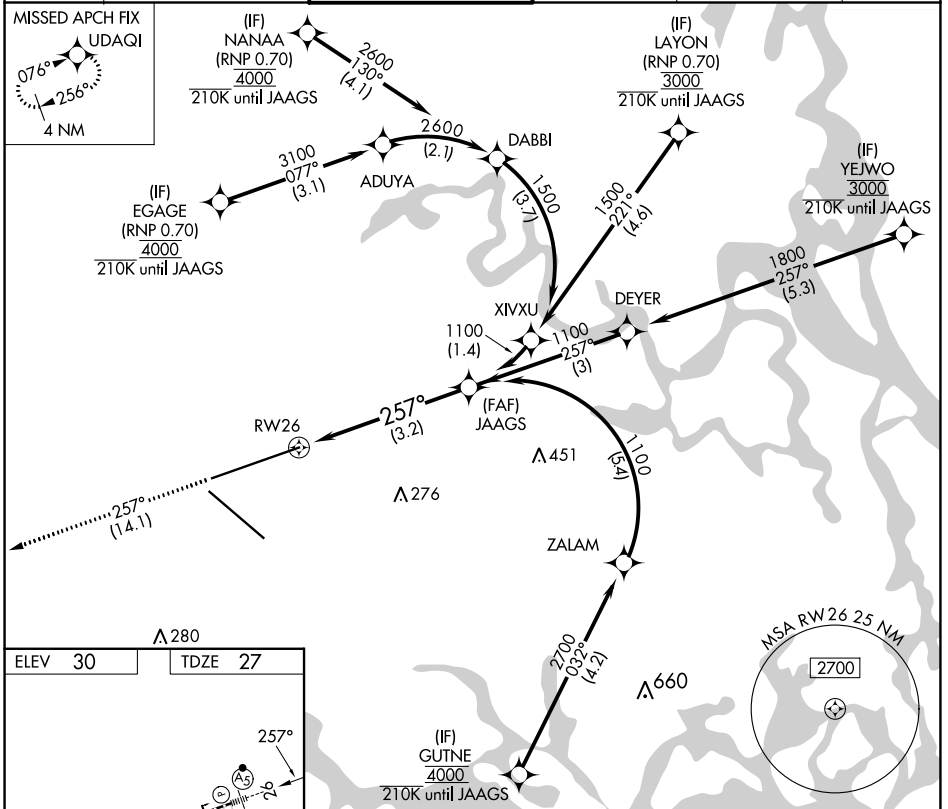 MISSED APCH FIX
UDAQI
076°
256°
4 NM
(IF)
NANAA
(RNP 0.70)
4000
210K until JAAGS
2600
130°
(4.1)
(IF)
LAYON
(RNP 0.70)
3000
210K until JAAGS
2600
(2.1)
DABBI
3100
077°
(3.1)
ADUYA
(IF)
EGAGE
(RNP 0.70)
4000
210K until JAAGS
1500
(3.7)
1500
221°
(4.6)
(IF)
YEJWO
3000
210K until JAAGS
1800
257°
(5.3)
XIVXU
DEYER
1100
(1.4)
1100
257°
(3)
257°
(3.2)
(FAF)
JAAGS
RW26
451
276
1100
(5.4)
257°
(14.1)
ZALAM
280
2700
032°
(4.2)
660
MSA RW26 25 NM
2700
ELEV 30
TDZE 27
257°
A5
P
26
(IF)
GUTNE
4000
210K until JAAGS